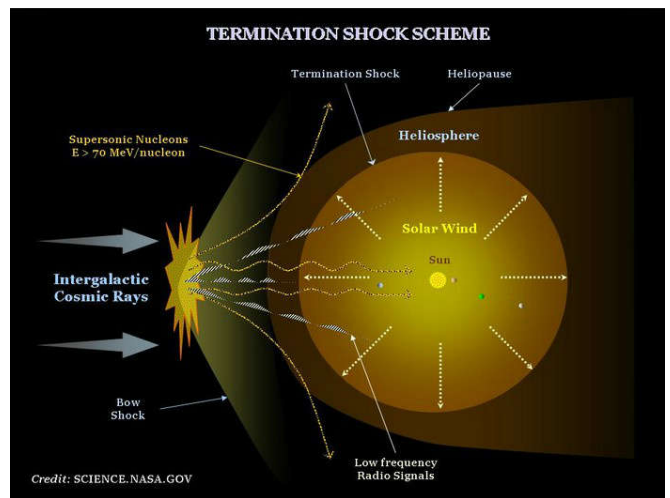 TERMINATION SHOCK SCHEME
Termination Shock
Heliopause
Heliosphere
Supersonic Nucleons
E > 70 MeV/nucleon
Solar Wind
Sun
Intergalactic
Cosmic Rays
Bow
Shock
Low frequency
Radio Signals
Credit: SCIENCE.NASA.GOV